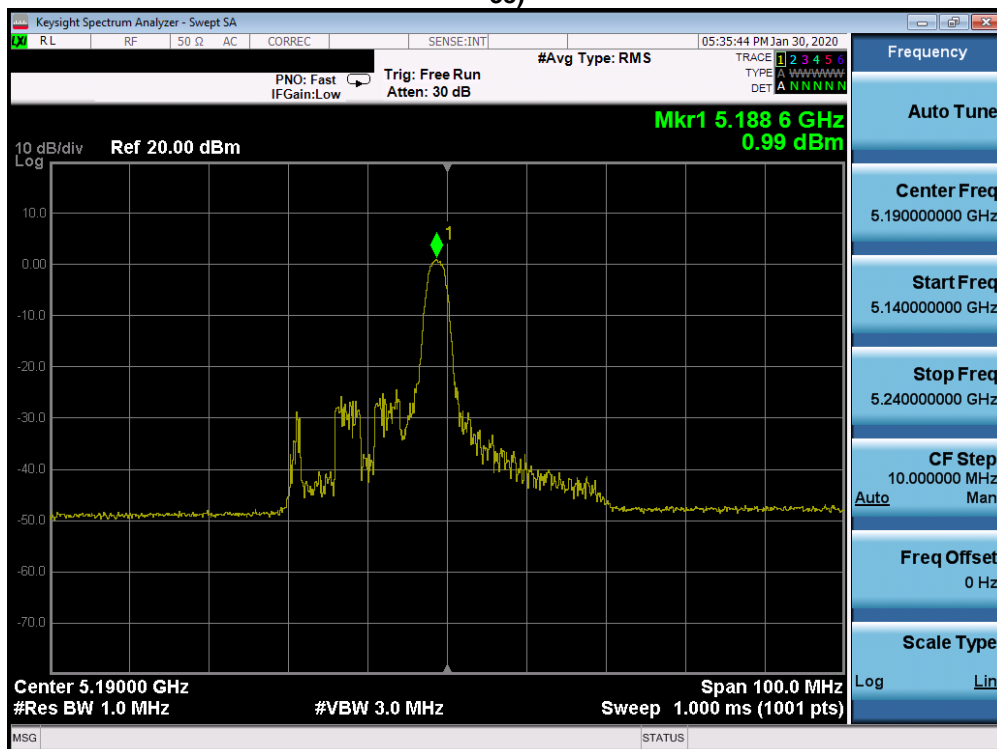 Keysight Spectrum Analyzer - Swept SA
LXI RL RF 50 Ω AC CORREC SENSE:INT 05:35:44 PM Jan 30, 2020
#Avg Type: RMS
PNO: Fast
IFGain:Low
Trig: Free Run
Atten: 30 dB
TRACE 1 2 3 4 5 6
TYPE A WWWWW
DET A N N N N N
Mkr1 5.188 6 GHz
0.99 dBm
10 dB/div Ref 20.00 dBm
Log
1
10.0
0.00
-10.0
-20.0
-30.0
-40.0
-50.0
-60.0
-70.0
Center 5.19000 GHz
Span 100.0 MHz
#Res BW 1.0 MHz
#VBW 3.0 MHz
Sweep 1.000 ms (1001 pts)
MSG
STATUS
Frequency
Auto Tune
Center Freq
5.190000000 GHz
Start Freq
5.140000000 GHz
Stop Freq
5.240000000 GHz
CF Step
10.000000 MHz
Auto Man
Freq Offset
0 Hz
Scale Type
Log Lin